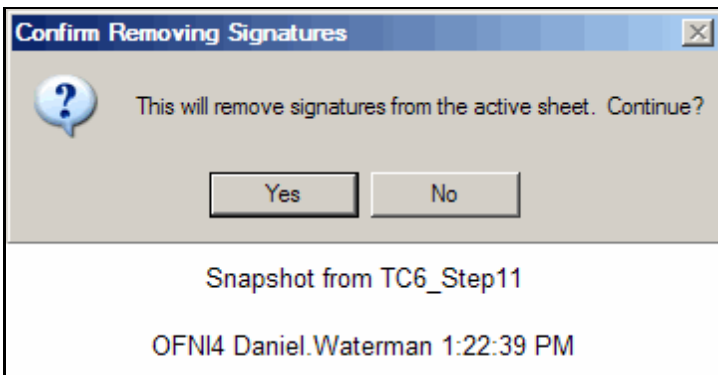 Confirm Removing Signatures
This will remove signatures from the active sheet.  Continue?
Yes
No
Snapshot from TC6_Step11
OFNI4 Daniel.Waterman 1:22:39 PM